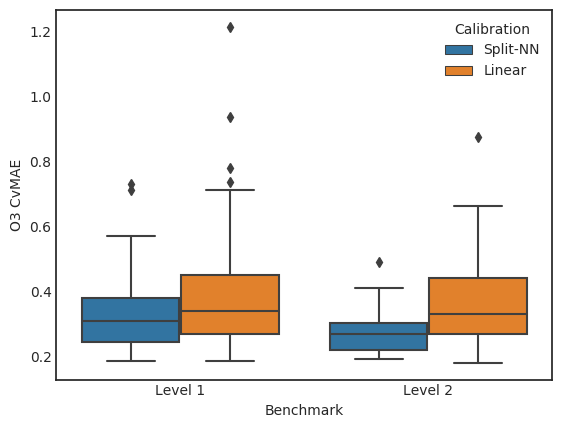 Calibration
Split-NN
Linear
O3 CvMAE
1.2
1.0
0.8
0.6
0.4
0.2
Level 1
Level 2
Benchmark